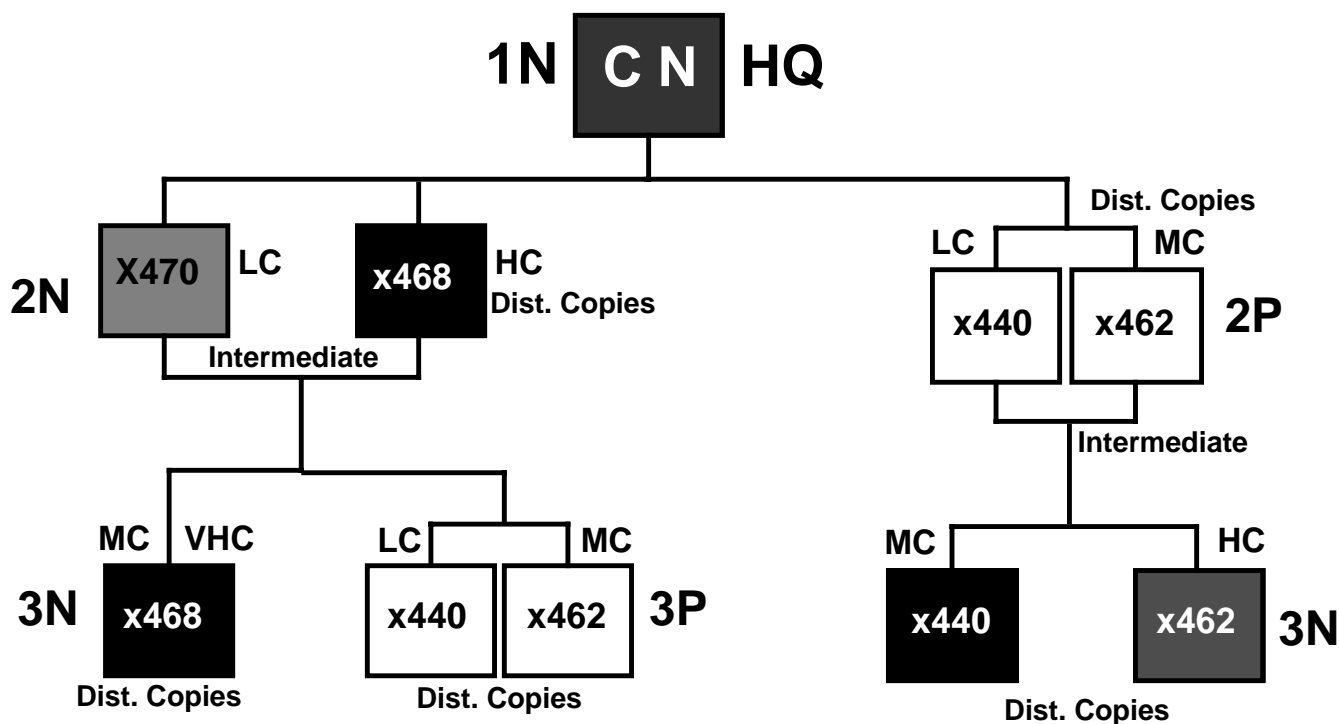 1N C N HQ
Dist. Copies
LC MC
X470 LC x468 HC
Dist. Copies
2N
x440 x462 2P
Intermediate
Intermediate
MC VHC LC MC MC HC
3N x468 x440 x462 3P x440 x462 3N
Dist. Copies Dist. Copies Dist. Copies